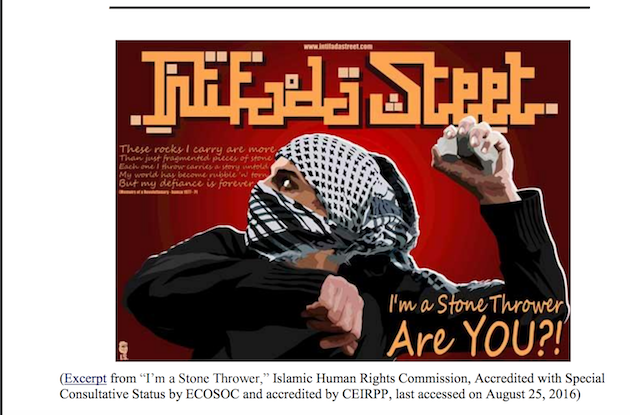 www.intifadastreet.com
Intifada Street
These rocks I carry are more
Than just fragmented pieces of stone
Each one I throw carries a story untold
My world has become rubble 'n' torn
But my defiance is forever
I'm a Stone Thrower
Are YOU?!
(Excerpt from “I’m a Stone Thrower,” Islamic Human Rights Commission, Accredited with Special
Consultative Status by ECOSOC and accredited by CEIRPP, last accessed on August 25, 2016)